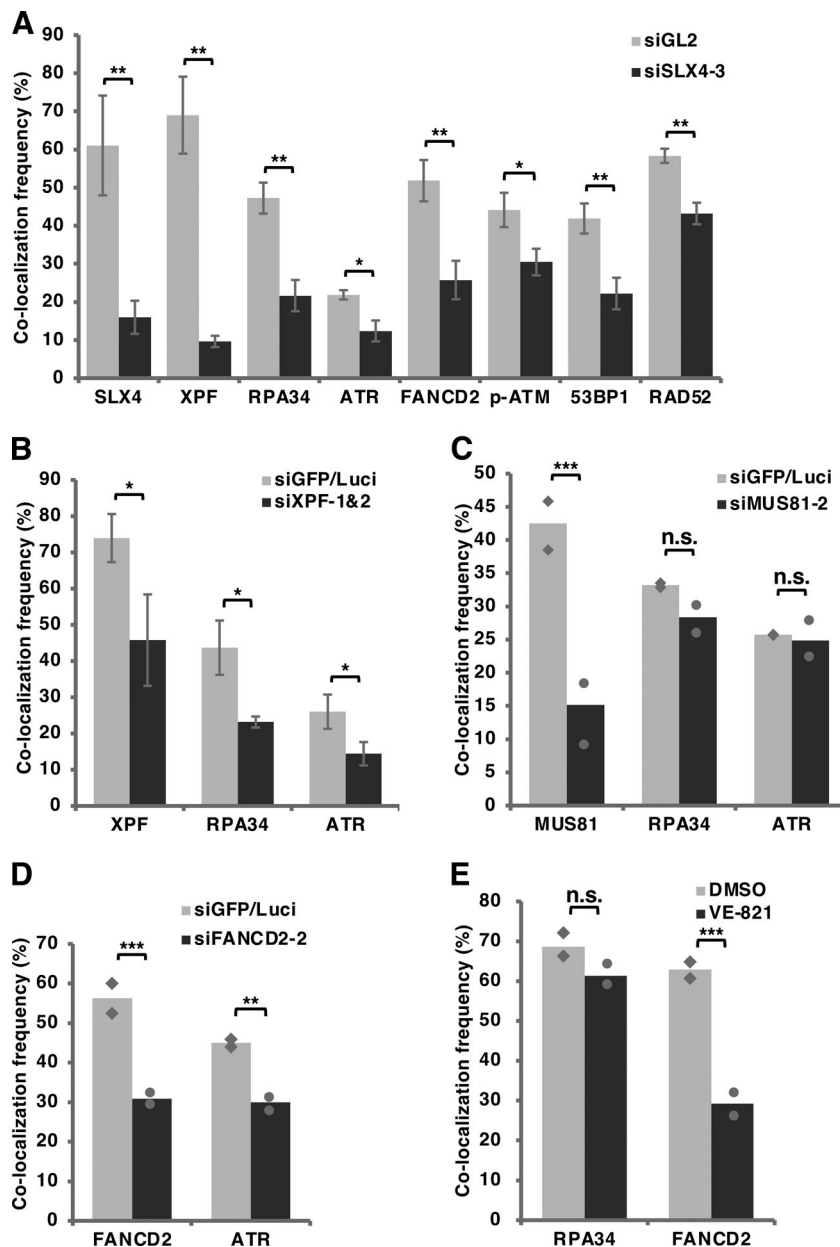 A
siGL2
siSLX4-3
Co-localization frequency (%)
90
80
70
60
50
40
30
20
10
0
** ** ** * ** * ** **
SLX4 XPF RPA34 ATR FANCD2 p-ATM 53BP1 RAD52
B
siGFP/Luci
siXPF-1&2
Co-localization frequency (%)
90
80
70
60
50
40
30
20
10
0
* * *
XPF RPA34 ATR
C
siGFP/Luci
siMUS81-2
Co-localization frequency (%)
50
45
40
35
30
25
20
15
10
5
0
*** n.s. n.s.
MUS81 RPA34 ATR
D
siGFP/Luci
siFANCD2-2
Co-localization frequency (%)
70
60
50
40
30
20
10
0
*** **
FANCD2 ATR
E
DMSO
VE-821
Co-localization frequency (%)
80
70
60
50
40
30
20
10
0
n.s. ***
RPA34 FANCD2